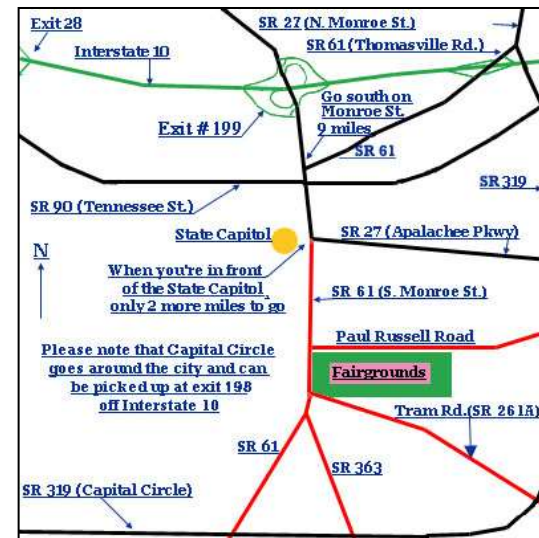 Exit 28
SR 27 (N. Monroe St.)
Interstate 10
SR 61 (Thomasville Rd.)
Go south on
Monroe St.
9 miles
Exit # 199
SR 61
SR 319
SR 90 (Tennessee St.)
State Capitol
SR 27 (Apalachee Pkwy)
N
When you're in front
of the State Capitol
only 2 more miles to go
SR 61 (S. Monroe St.)
Paul Russell Road
Please note that Capital Circle
goes around the city and can
be picked up at exit 198
off Interstate 10
Fairgrounds
Tram Rd.(SR 261A)
SR 61
SR 363
SR 319 (Capital Circle)